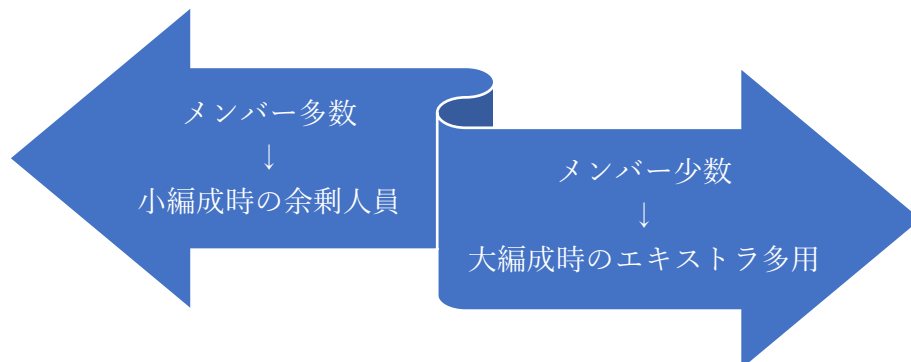 メンバー多数
↓
小編成時の余剰人員
メンバー少数
↓
大編成時のエキストラ多用